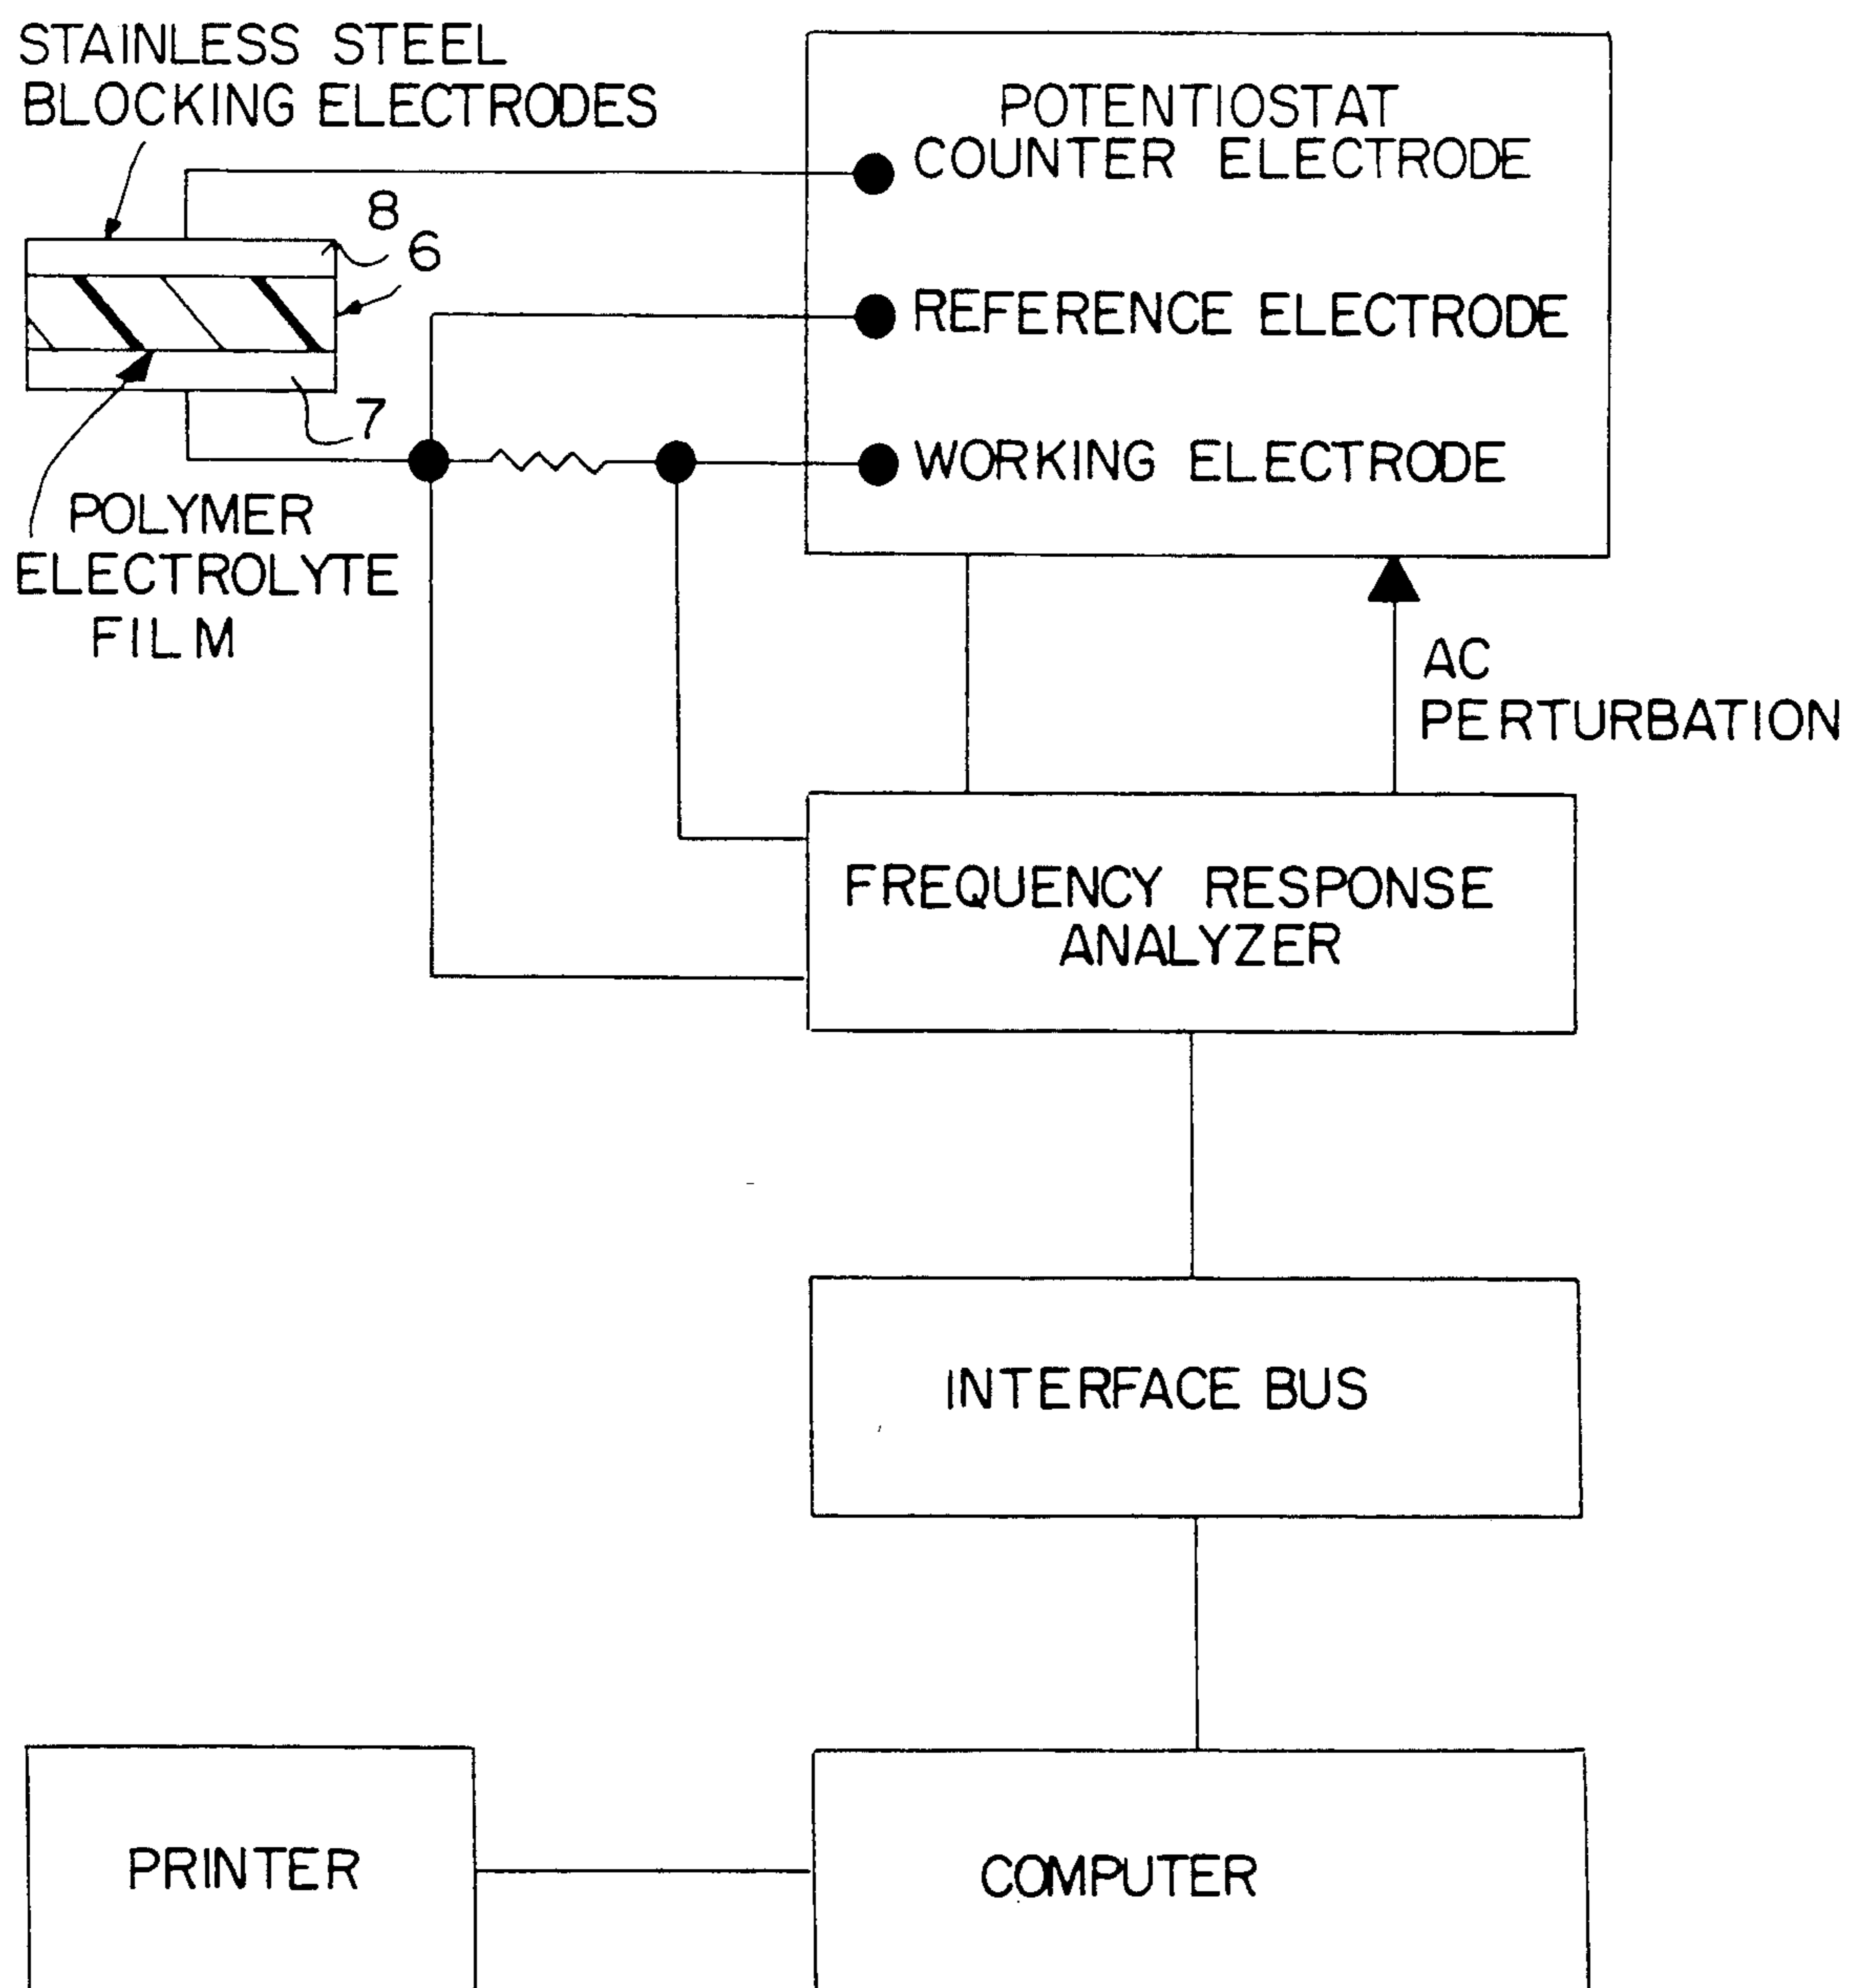 STAINLESS STEEL
BLOCKING ELECTRODES
POTENTIOSTAT
COUNTER ELECTRODE
8
6
REFERENCE ELECTRODE
7
WORKING ELECTRODE
POLYMER
ELECTROLYTE
FILM
AC
PERTURBATION
FREQUENCY RESPONSE
ANALYZER
INTERFACE BUS
PRINTER
COMPUTER